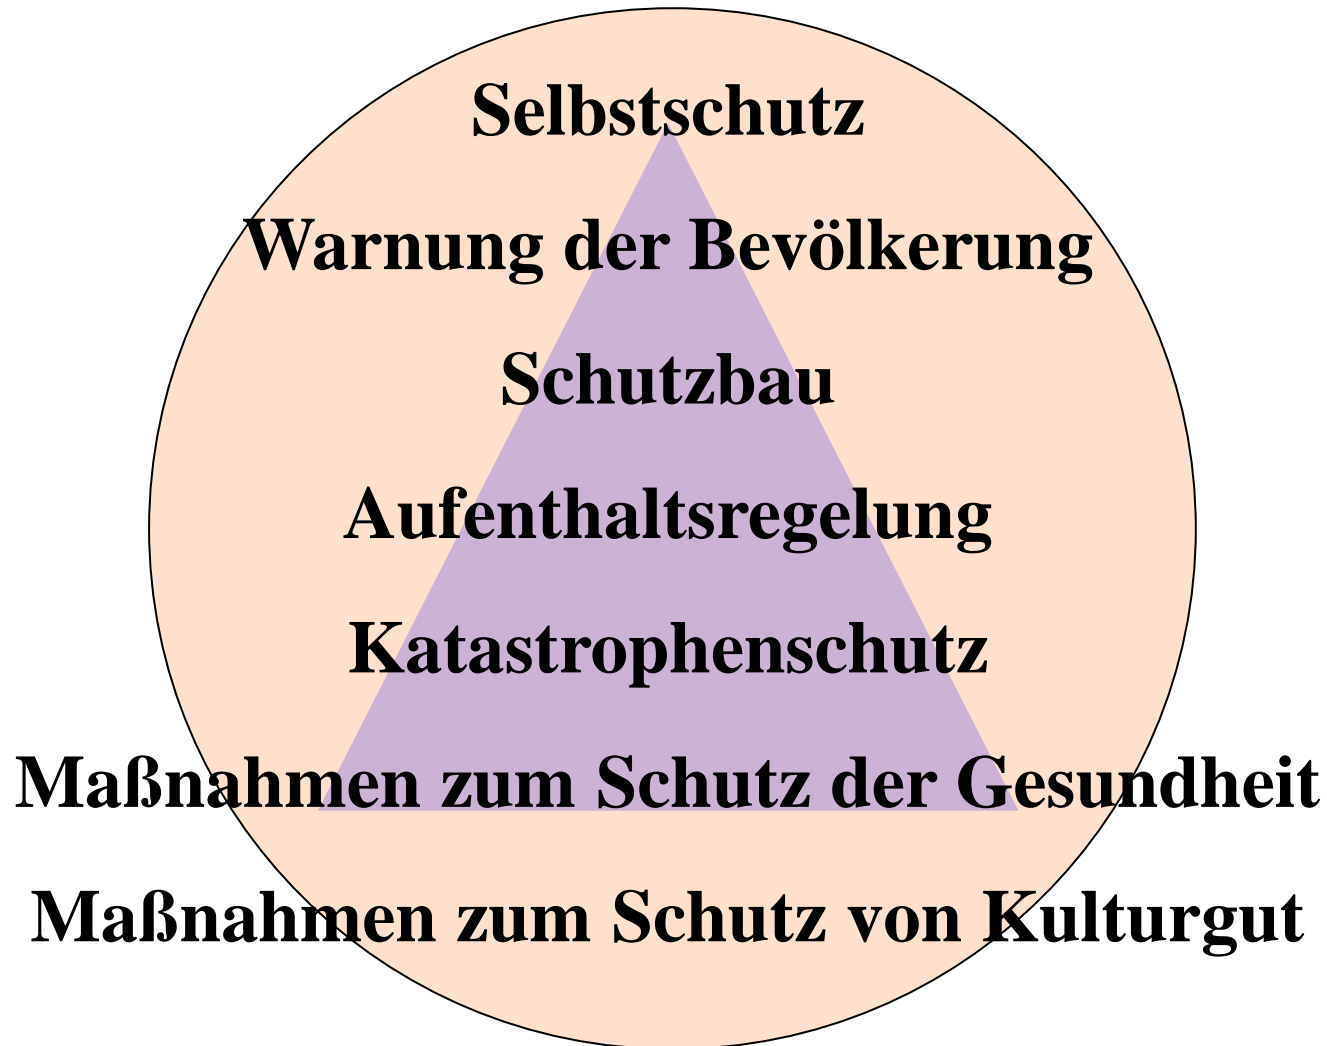 Selbstschutz
Warnung der Bevölkerung
Schutzbau
Aufenthaltsregelung
Katastrophenschutz
Maßnahmen zum Schutz der Gesundheit
Maßnahmen zum Schutz von Kulturgut